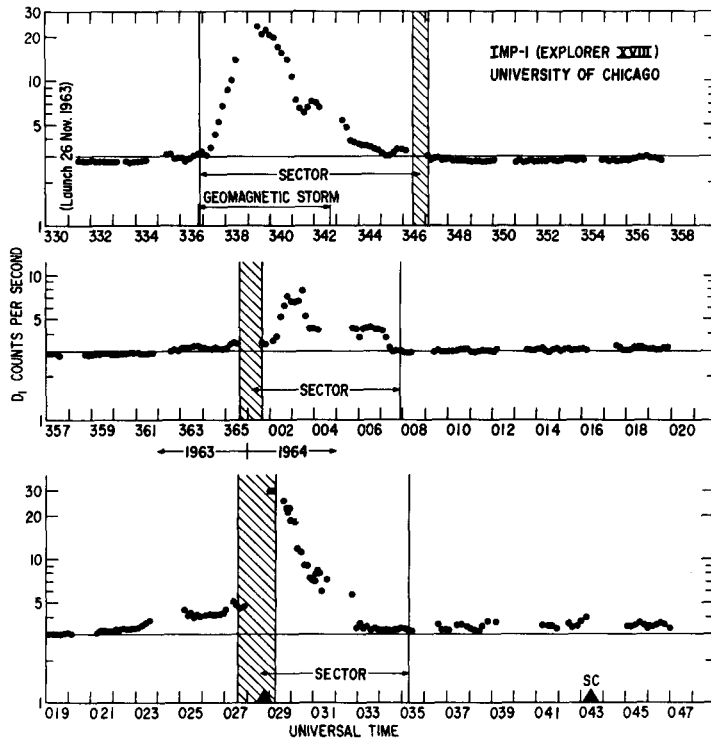 30
20
10
5
3
1
IMP-1 (EXPLORER XVIII)
UNIVERSITY OF CHICAGO
(Launch 26 Nov. 1963)
SECTOR
GEOMAGNETIC STORM
330 332 334 336 338 340 342 344 346 348 350 352 354 356 358
D1 COUNTS PER SECOND
10
5
3
1
SECTOR
357 359 361 363 365 002 004 006 008 010 012 014 016 018 020
1963 1964
30
20
10
5
3
1
SECTOR
SC
019 021 023 025 027 029 031 033 035 037 039 041 043 045 047
UNIVERSAL TIME